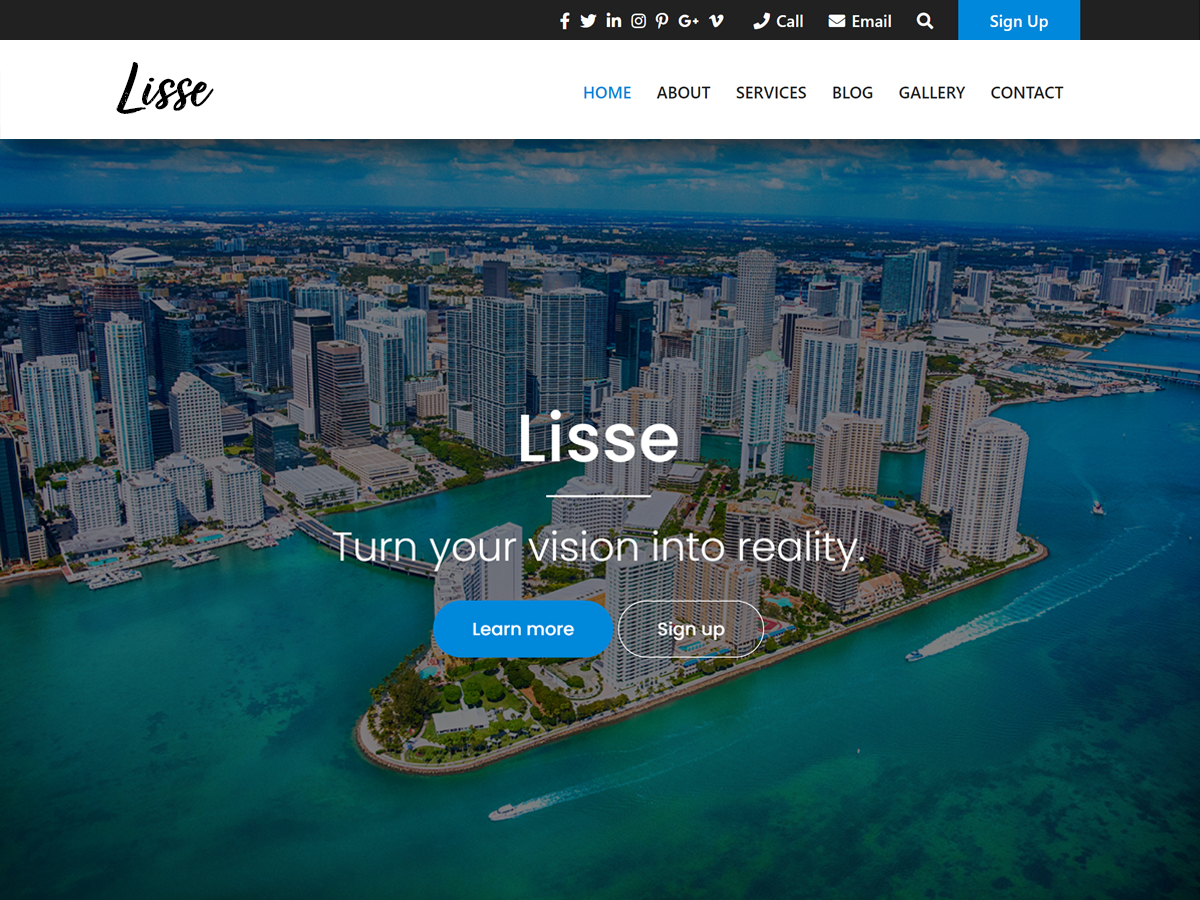 Call Email Sign Up
Lisse
HOME ABOUT SERVICES BLOG GALLERY CONTACT
Lisse
Turn your vision into reality.
Learn more Sign up